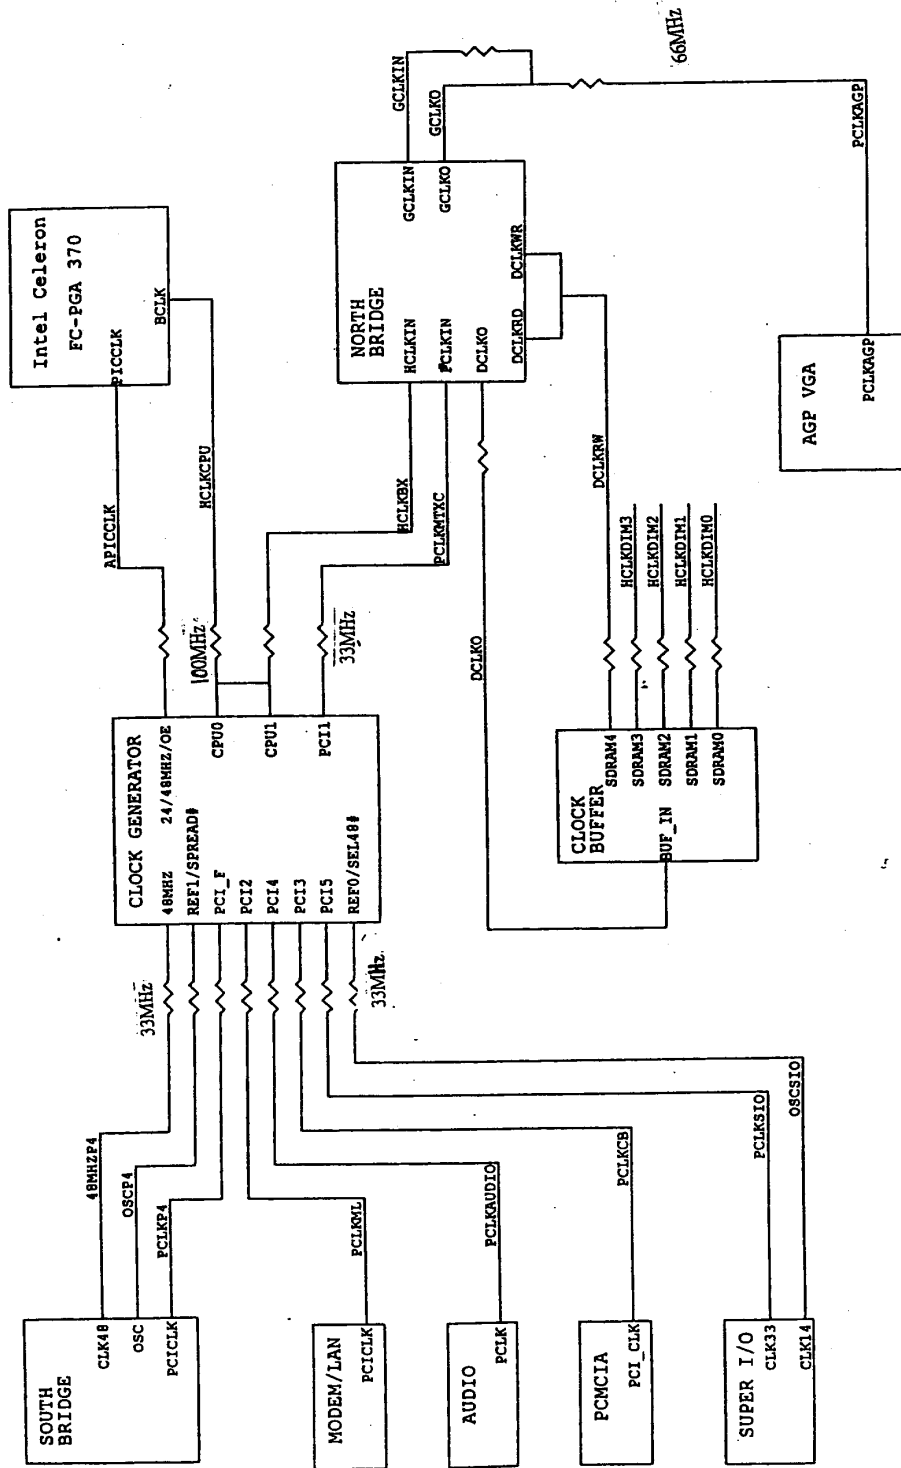 Intel Celeron
FC-PGA 370
PICCLK
BCLK
APICCLK
HCLKCPU
GCLKIN
GCLKO
66MHz
PCLKAGP
NORTH
BRIDGE
HCLKIN
PCLKIN
DCLKO
GCLKIN
GCLKO
DCLKRD
DCLKWR
HCLKBX
PCLKMTXC
DCLKO
DCLKRW
AGP VGA
PCLKAGP
HCLKDIM3
HCLKDIM2
HCLKDIM1
HCLKDIM0
100MHz
33MHz
CLOCK GENERATOR
48MHZ
24/48MHZ/OE
REF1/SPREAD#
PCI_F
CPU0
PCI2
PCI4
CPU1
PCI3
PCI5
PCI1
REF0/SEL48#
CLOCK
BUFFER
BUF_IN
SDRAM4
SDRAM3
SDRAM2
SDRAM1
SDRAM0
33MHz
33MHz
48MHZP4
OSCP4
PCLKP4
PCLKML
PCLKAUDIO
PCLKCB
PCLKSIO
OSCSIO
SOUTH
BRIDGE
CLK48
OSC
PCICLK
MODEM/LAN
PCICLK
AUDIO
PCLK
PCMCIA
PCI_CLK
SUPER I/O
CLK33
CLK14